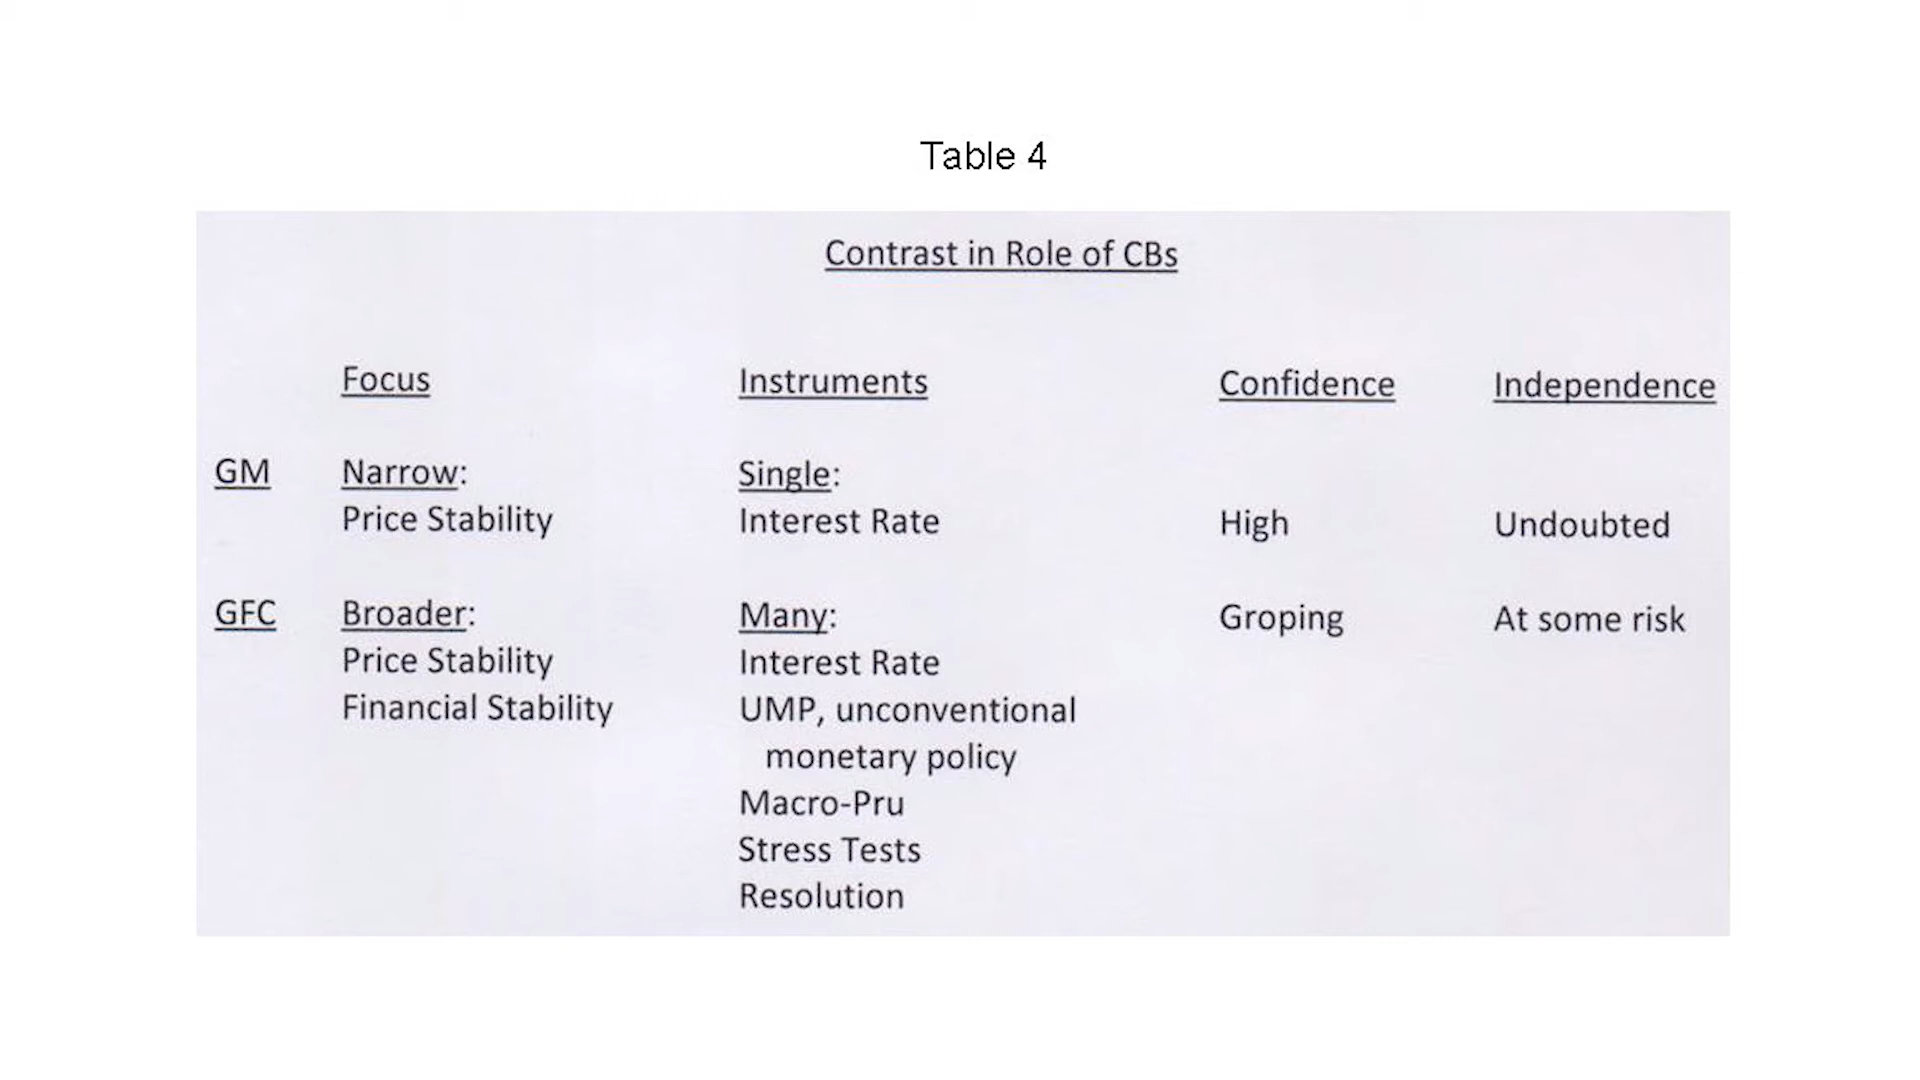 Table 4
Contrast in Role of CBs
Focus Instruments Confidence Independence
GM Narrow: Single:
Price Stability Interest Rate High Undoubted
GFC Broader: Many: Groping At some risk
Price Stability Interest Rate
Financial Stability UMP, unconventional
monetary policy
Macro-Pru
Stress Tests
Resolution